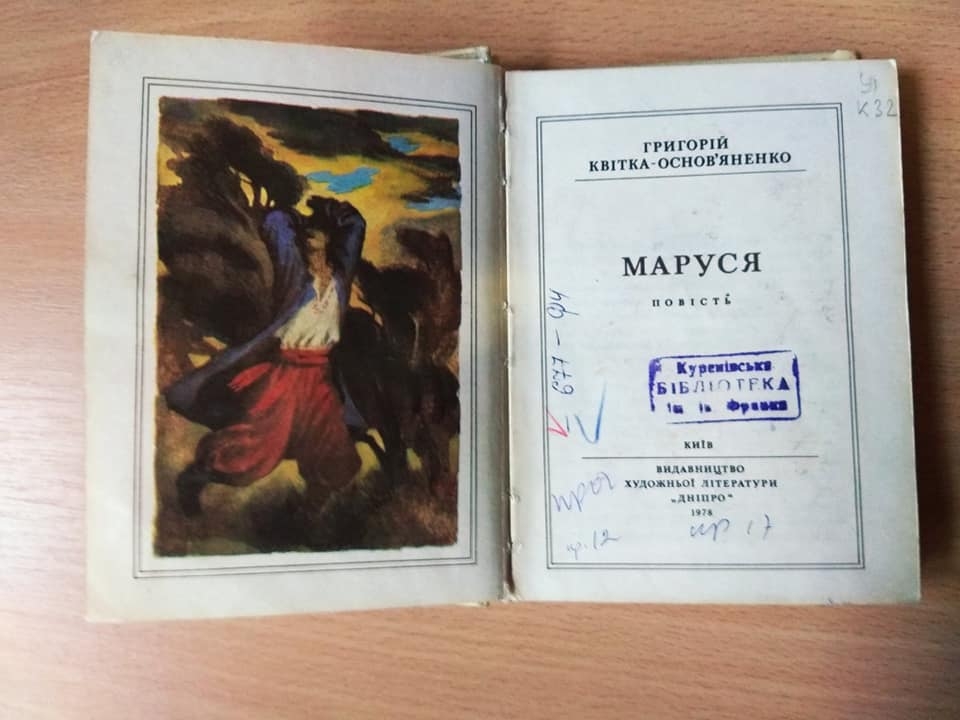 У1
К32
ГРИГОРІЙ
КВІТКА-ОСНОВ'ЯНЕНКО
МАРУСЯ
ПОВІСТЬ
677 — 94
Куренівська
БІБЛІОТЕКА
ім Ів Франка
КИЇВ
ВИДАВНИЦТВО
ХУДОЖНЬОЇ ЛІТЕРАТУРИ
„ДНІПРО"
1978
пр. 12
пр 17